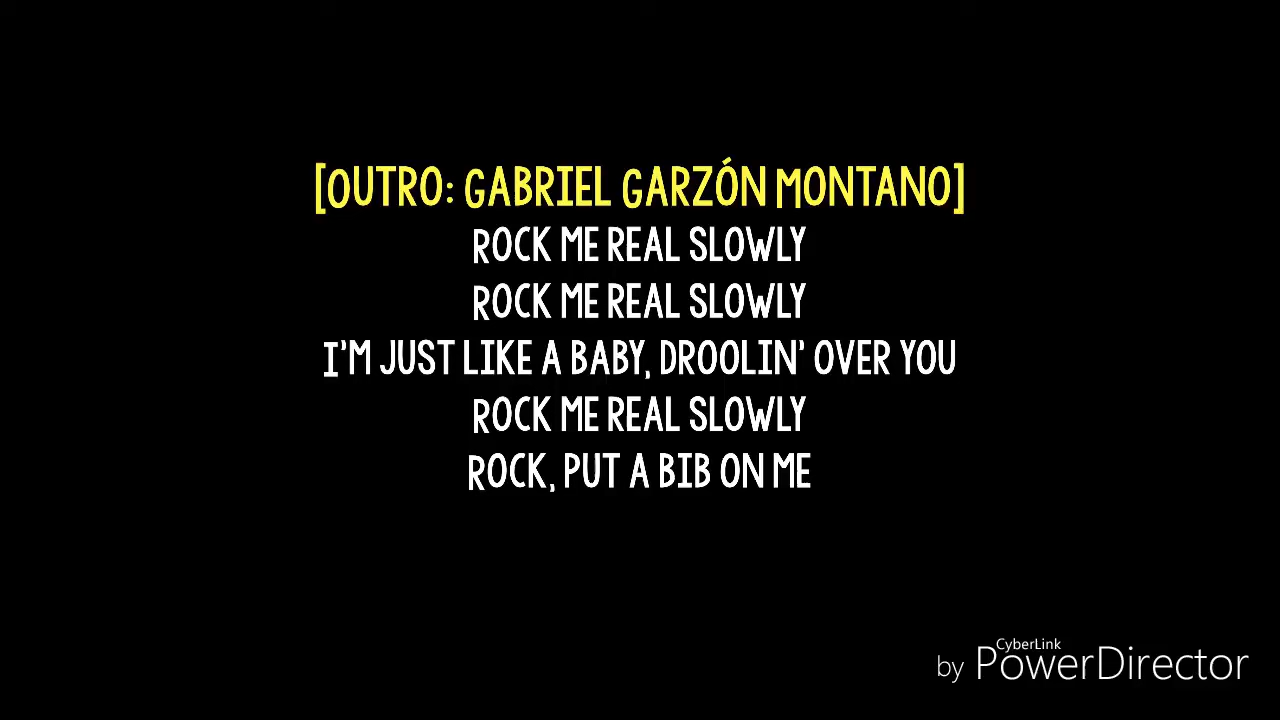 [OUTRO: GABRIEL GARZÓN MONTANO]
ROCK ME REAL SLOWLY
ROCK ME REAL SLOWLY
I'M JUST LIKE A BABY, DROOLIN' OVER YOU
ROCK ME REAL SLOWLY
ROCK, PUT A BIB ON ME
CyberLink
by PowerDirector